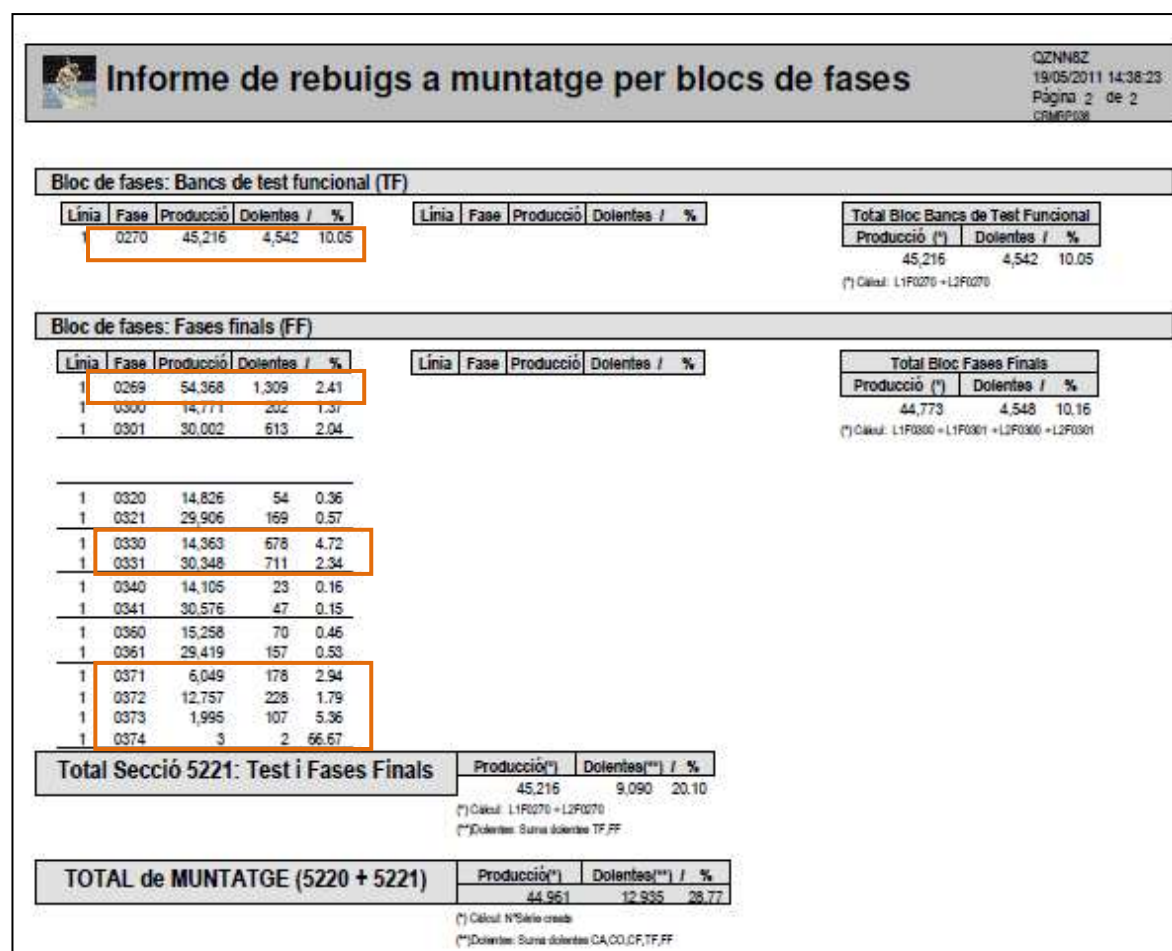 Informe de rebuigs a muntatge per blocs de fases
QZNN8Z
19/05/2011 14:38:23
Pàgina 2 de 2
CRMRP036
Bloc de fases: Bancs de test funcional (TF)
Línia Fase Producció Dolentes / % Línia Fase Producció Dolentes / % Total Bloc Bancs de Test Funcional
Producció (*) Dolentes / %
1 0270 45,216 4,542 10.05 45,216 4,542 10.05
(*) Càlcul: L1F0270 + L2F0270
Bloc de fases: Fases finals (FF)
Línia Fase Producció Dolentes / % Línia Fase Producció Dolentes / % Total Bloc Fases Finals
1 0269 54,368 1,309 2.41 Producció (*) Dolentes / %
1 0300 14,771 202 1.37 44,773 4,548 10.16
1 0301 30,002 613 2.04 (*) Càlcul: L1F0300 + L1F0301 + L2F0300 + L2F0301
1 0320 14,826 54 0.36
1 0321 29,906 169 0.57
1 0330 14,363 678 4.72
1 0331 30,348 711 2.34
1 0340 14,105 23 0.16
1 0341 30,576 47 0.15
1 0360 15,258 70 0.46
1 0361 29,419 157 0.53
1 0371 6,049 178 2.94
1 0372 12,757 228 1.79
1 0373 1,995 107 5.36
1 0374 3 2 66.67
Total Secció 5221: Test i Fases Finals Producció(*) Dolentes(**) / %
45,216 9,090 20.10
(*) Càlcul: L1F0270 + L2F0270
(**)Dolentes: Suma dolentes TF,FF
TOTAL de MUNTATGE (5220 + 5221) Producció(*) Dolentes(**) / %
44,961 12,935 28.77
(*) Càlcul: NºSèrie creats
(**)Dolentes: Suma dolentes CA,CO,CF,TF,FF